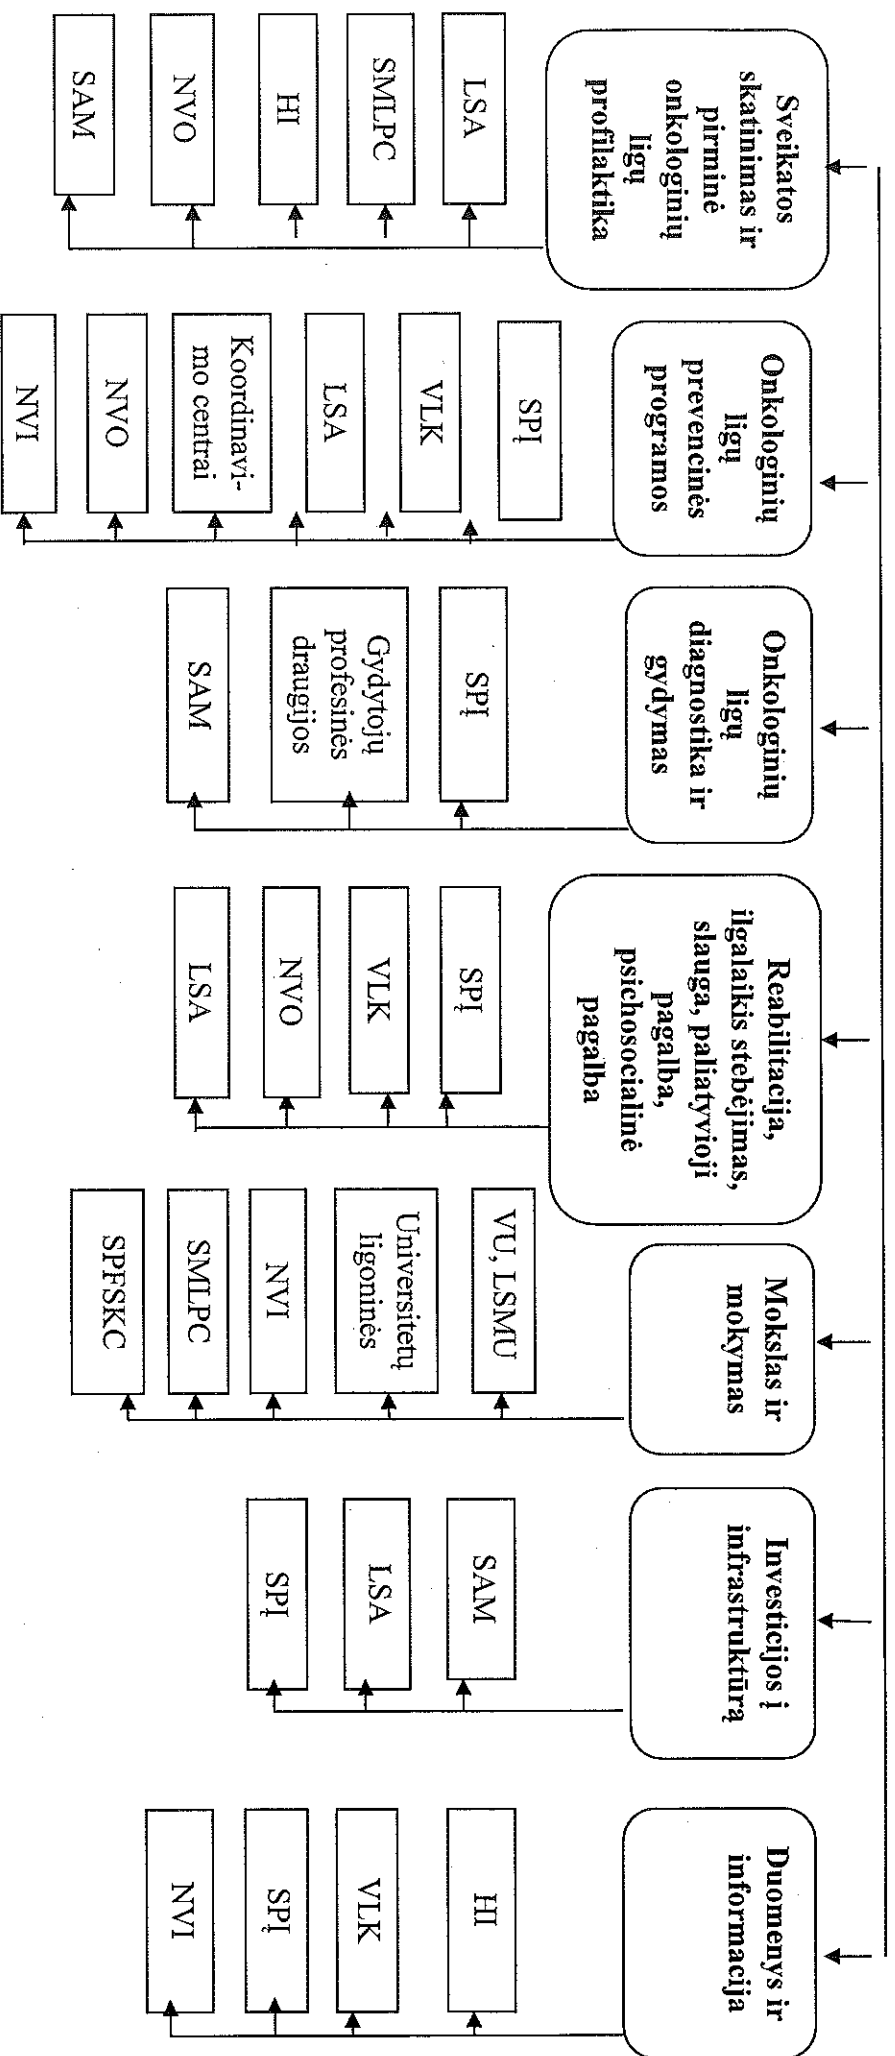 Sveikatos
skatinimas ir
pirminė
onkologinių
ligų
profilaktika
LSA
SMLPC
HI
NVO
SAM
Onkologinių
ligų
prevencinės
programos
SPĮ
VLK
LSA
Koordinavi-
mo centrai
NVO
NVI
Onkologinių
ligų
diagnostika ir
gydymas
SPĮ
Gydytojų
profesinės
draugijos
SAM
Reabilitacija,
ilgalaikis stebėjimas,
slauga, paliatyvioji
pagalba,
psichosocialinė
pagalba
SPĮ
VLK
NVO
LSA
Mokslas ir
mokymas
VU, LSMU
Universitetų
ligoninės
NVI
SMLPC
SPFSKC
Investicijos į
infrastruktūrą
SAM
LSA
SPĮ
Duomenys ir
informacija
HI
VLK
SPĮ
NVI